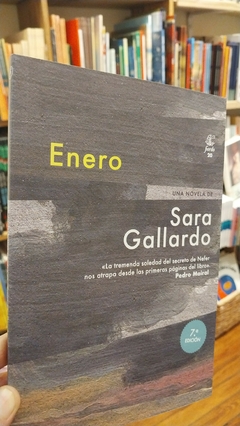 fiordo
Enero
UNA NOVELA DE
Sara
Gallardo
«La tremenda soledad del secreto de Nefer
nos atrapa desde las primeras páginas del libro».
Pedro Mairal
7.ª
EDICIÓN